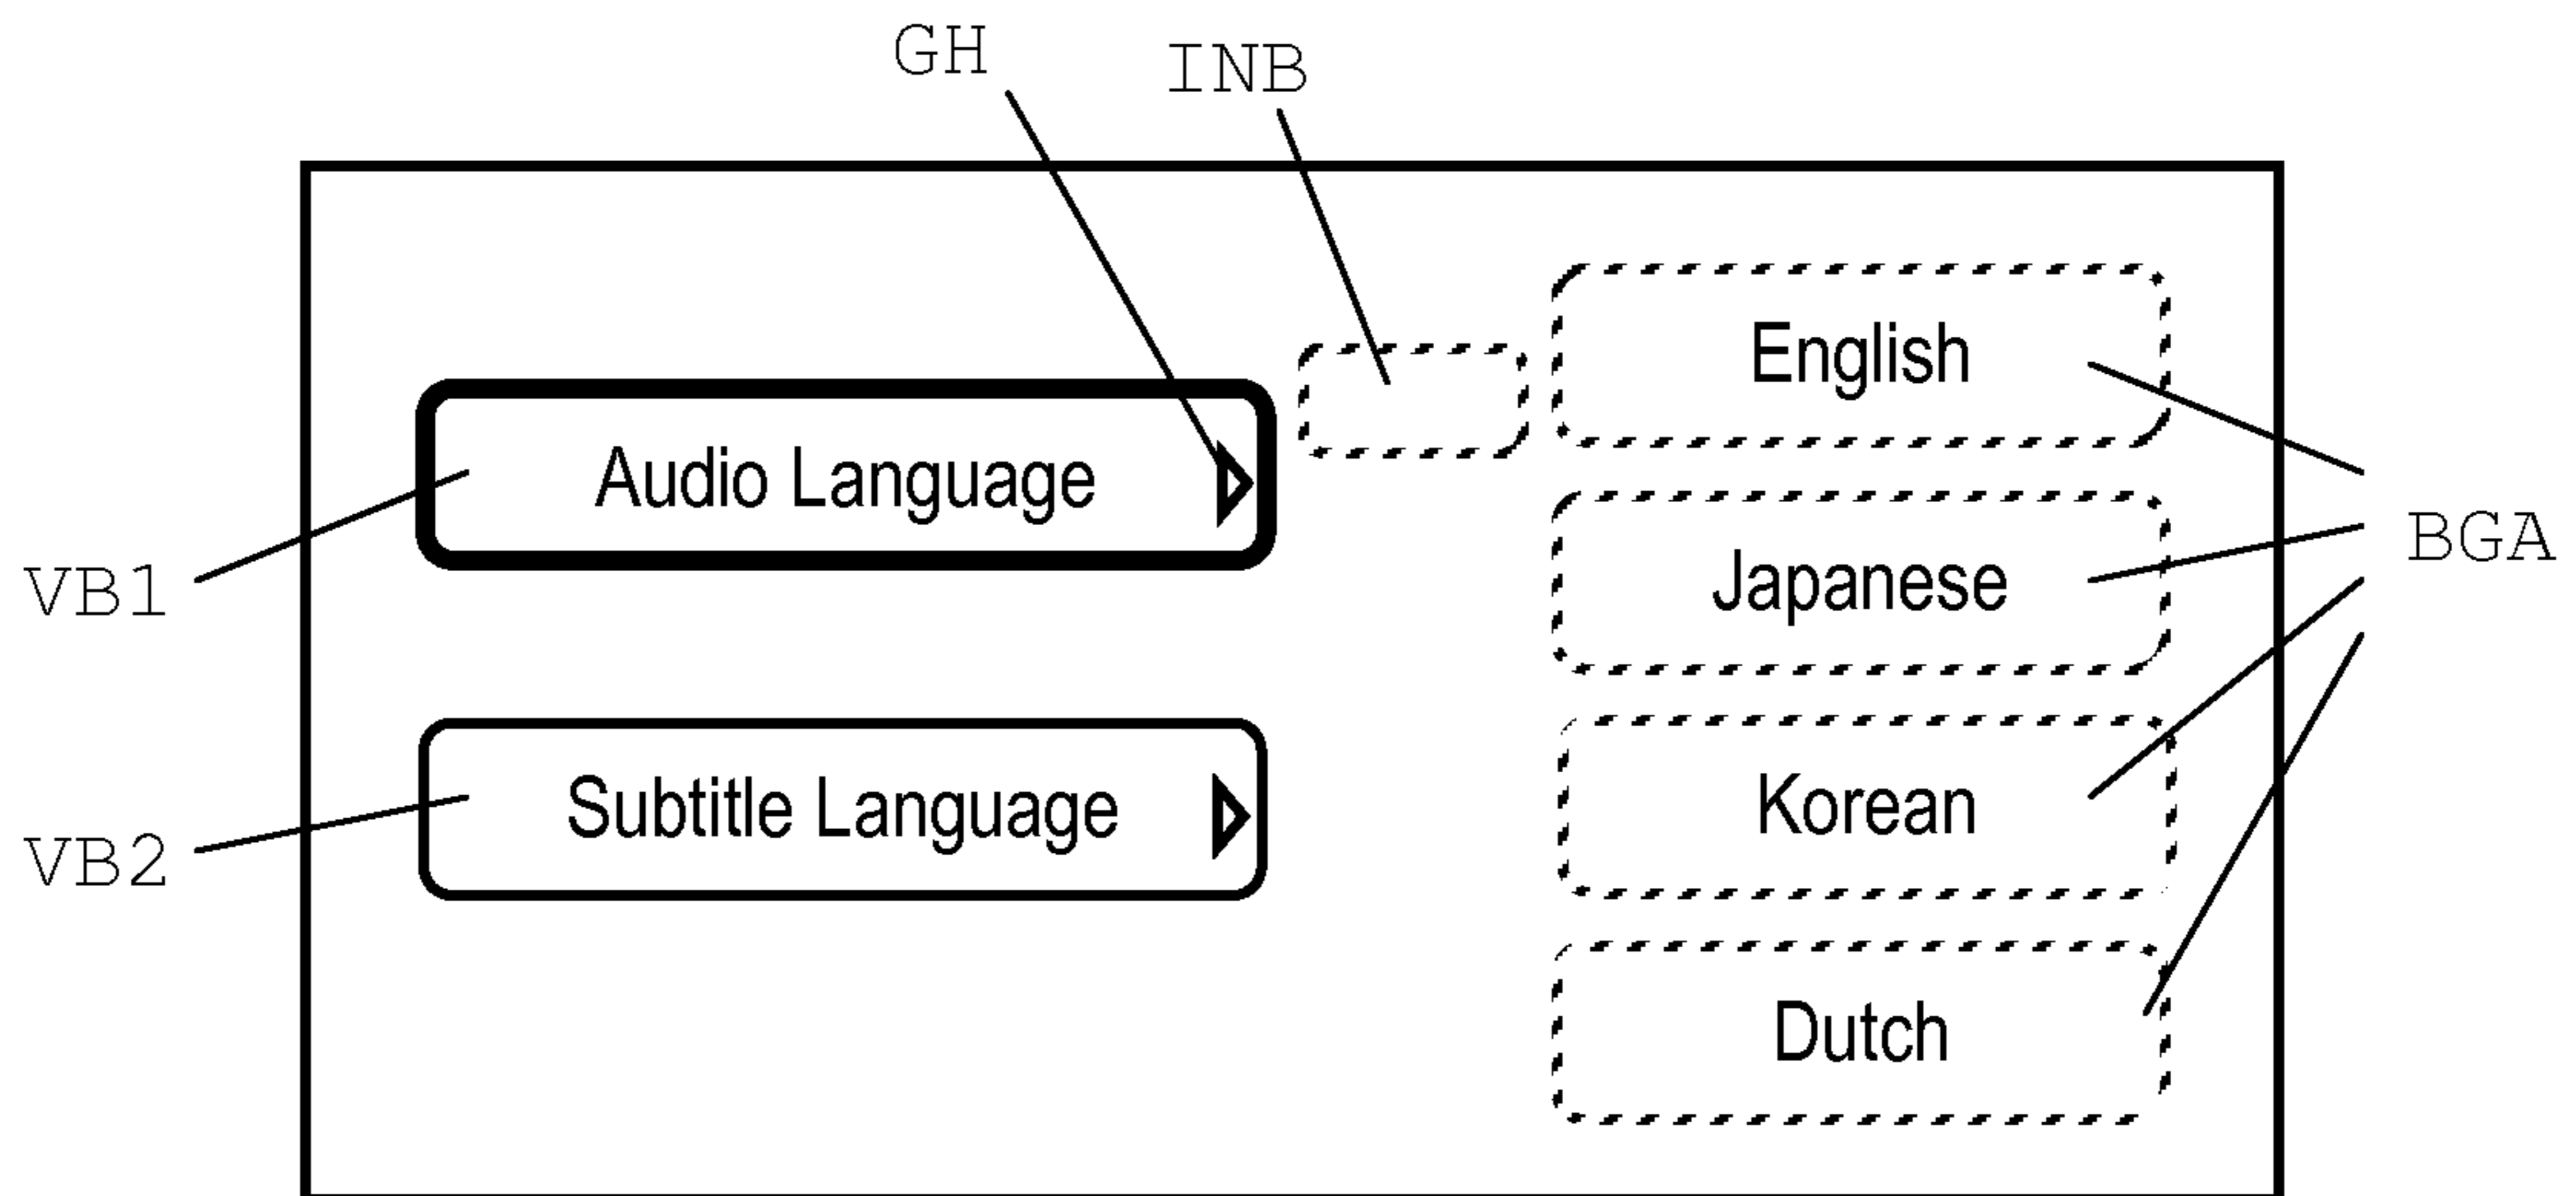 GH
INB
English
Audio Language
Japanese
BGA
VB1
Subtitle Language
Korean
VB2
Dutch